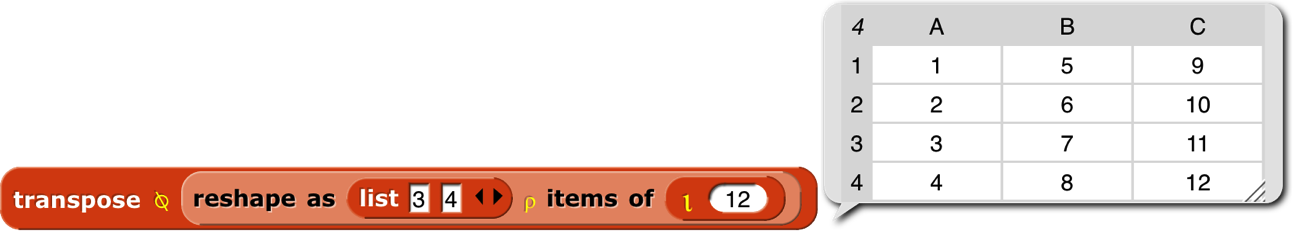 transpose ⍉ reshape as list 3 4 ⍴ items of ⍳ 12
4 A B C
1 1 5 9
2 2 6 10
3 3 7 11
4 4 8 12